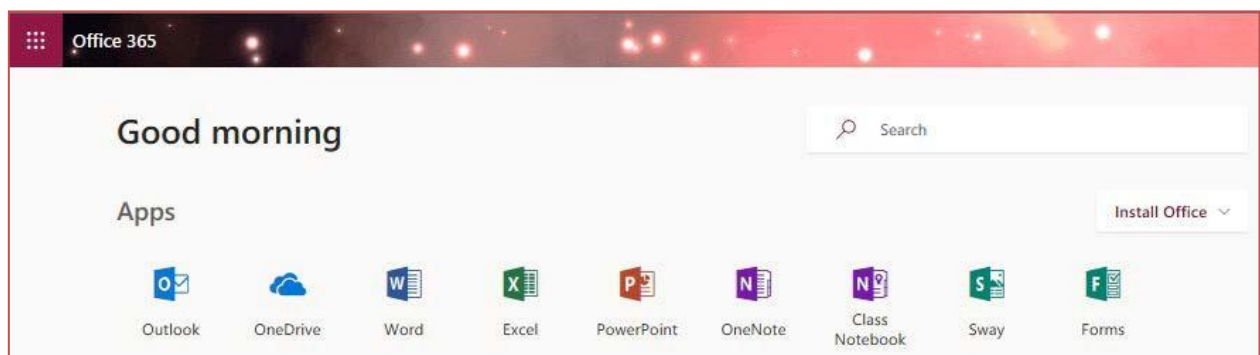 Office 365
Good morning
Search
Apps
Install Office
Outlook
OneDrive
Word
Excel
PowerPoint
OneNote
Class
Notebook
Sway
Forms